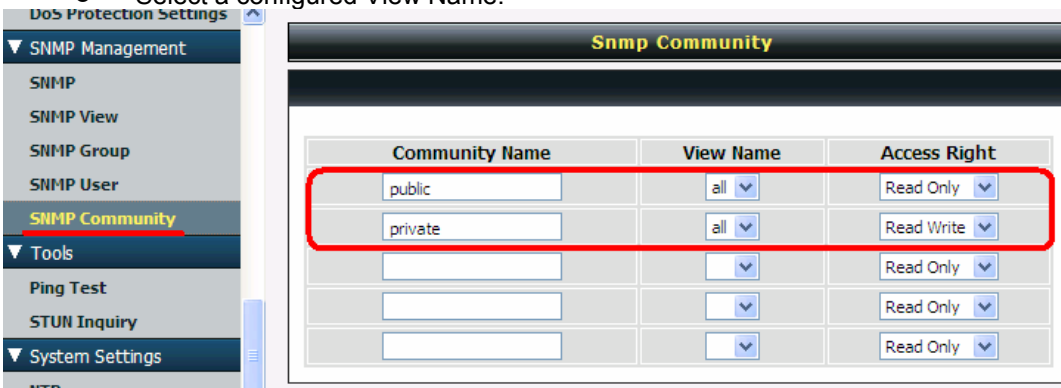 Select a configured View Name.
DoS Protection Settings
SNMP Management
SNMP
SNMP View
SNMP Group
SNMP User
SNMP Community
Tools
Ping Test
STUN Inquiry
System Settings
Snmp Community
Community Name View Name Access Right
public all Read Only
private all Read Write
Read Only
Read Only
Read Only